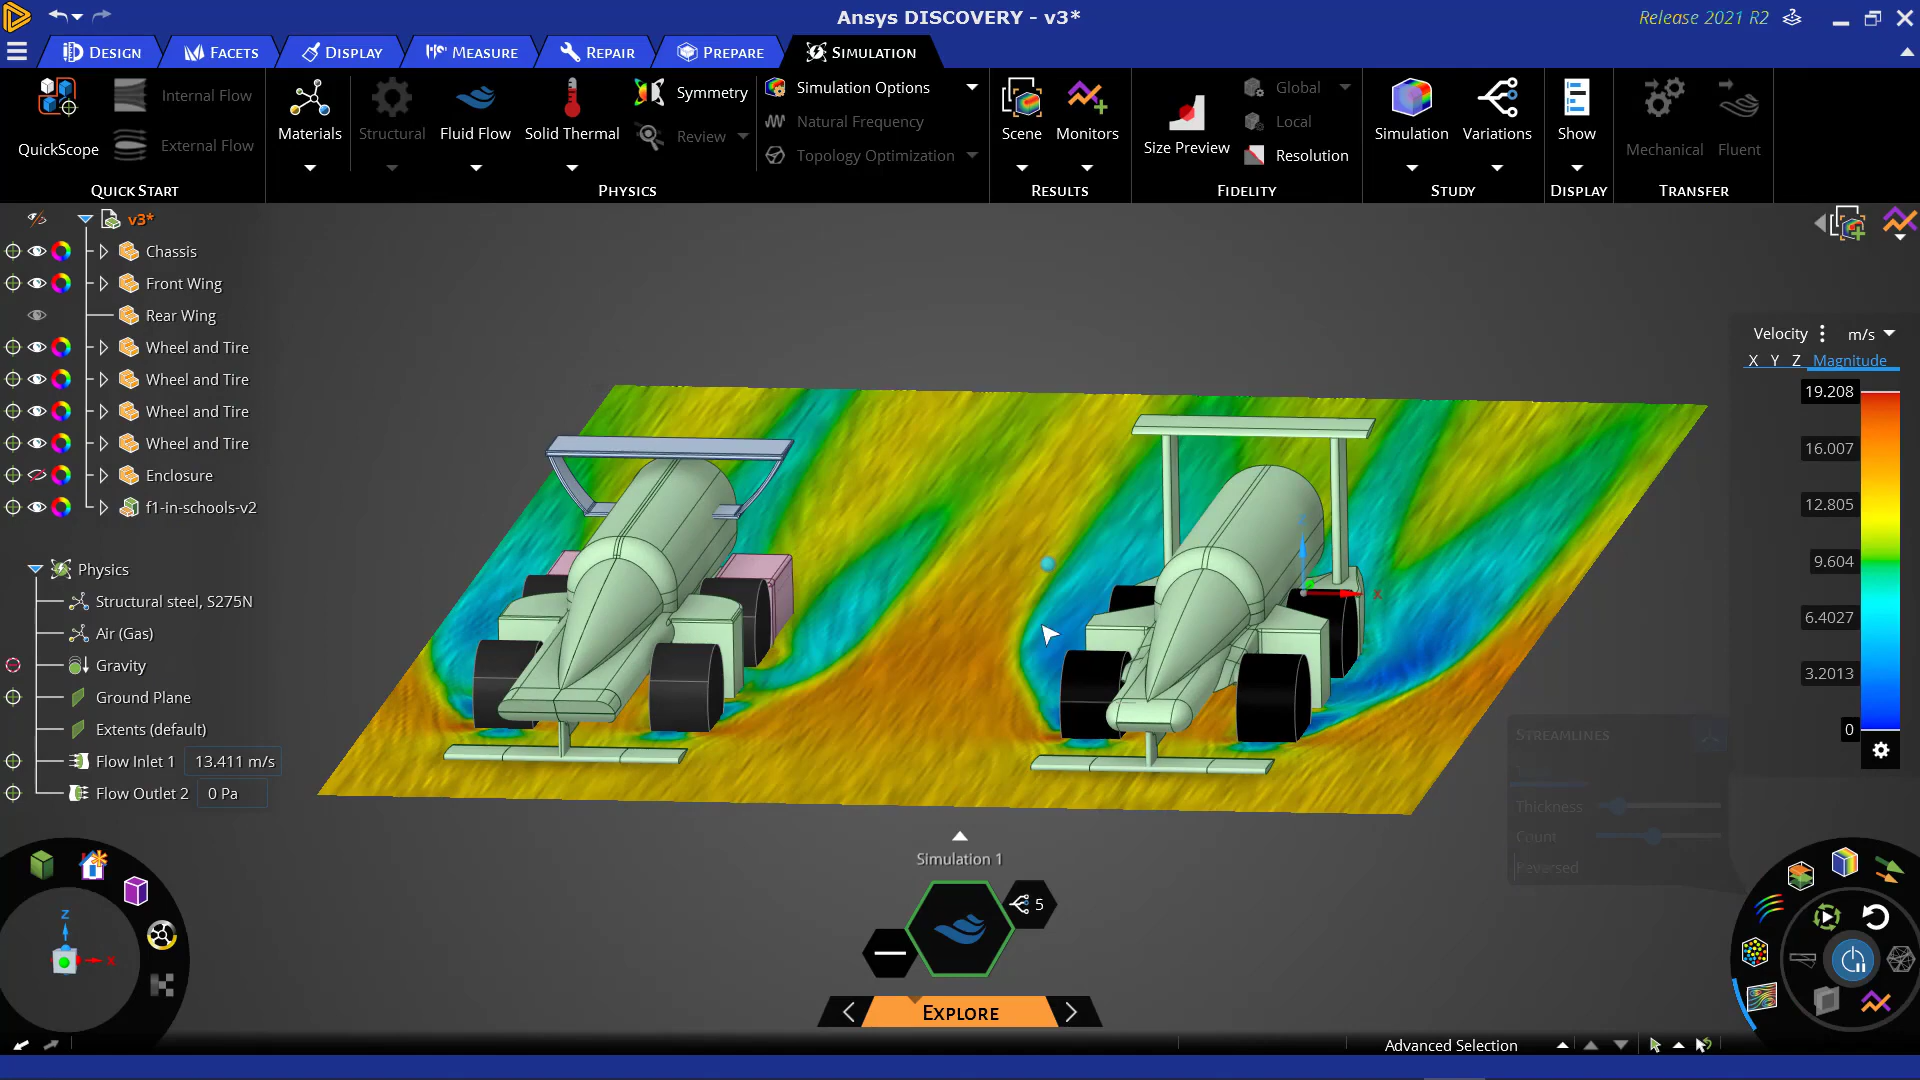 Ansys DISCOVERY - v3*
Release 2021 R2
DESIGN
FACETS
DISPLAY
MEASURE
REPAIR
PREPARE
SIMULATION
QuickScope
Internal Flow
External Flow
QUICK START
Materials
Structural
Fluid Flow
Solid Thermal
Symmetry
Review
Simulation Options
Natural Frequency
Topology Optimization
PHYSICS
Scene
Monitors
RESULTS
Size Preview
Global
Local
Resolution
FIDELITY
Simulation
Variations
STUDY
Show
DISPLAY
Mechanical
Fluent
TRANSFER
v3*
Chassis
Front Wing
Rear Wing
Wheel and Tire
Wheel and Tire
Wheel and Tire
Wheel and Tire
Enclosure
f1-in-schools-v2
Physics
Structural steel, S275N
Air (Gas)
Gravity
Ground Plane
Extents (default)
Flow Inlet 1 13.411 m/s
Flow Outlet 2 0 Pa
Velocity m/s
X Y Z Magnitude
19.208
16.007
12.805
9.604
6.4027
3.2013
0
STREAMLINES
Thickness
Count
Reversed
X
Z
X
Simulation 1
5
EXPLORE
Advanced Selection